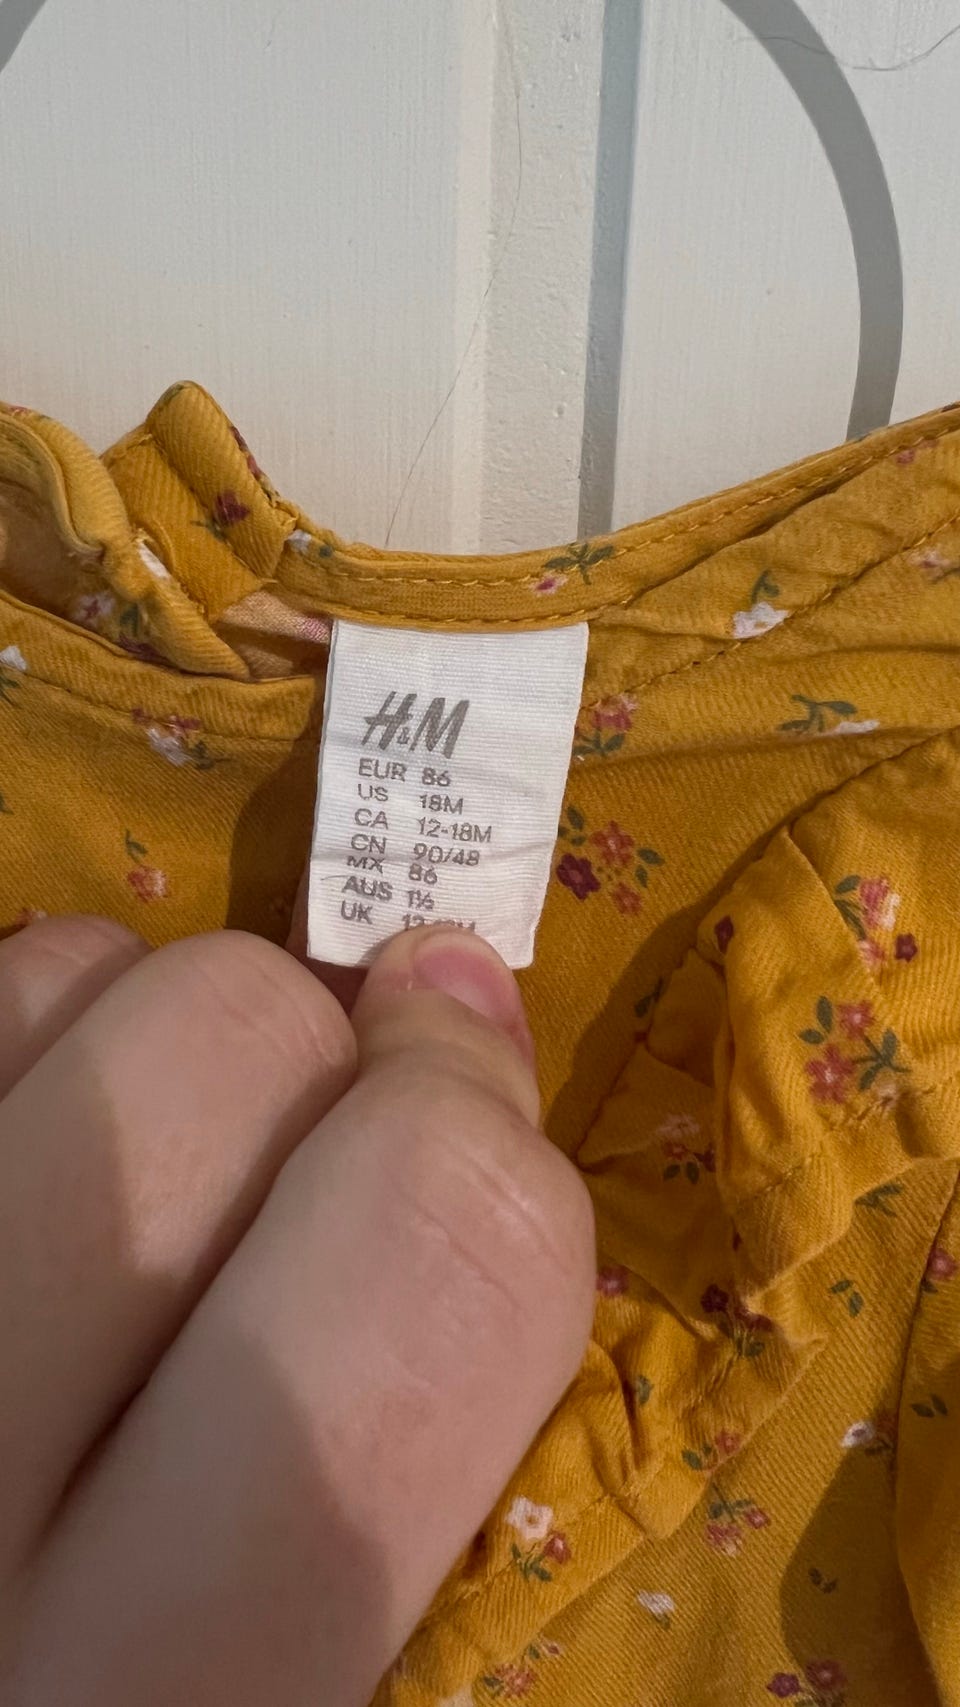 H&M
EUR 86
US 18M
CA 12-18M
CN 90/48
MX 86
AUS 1½
UK